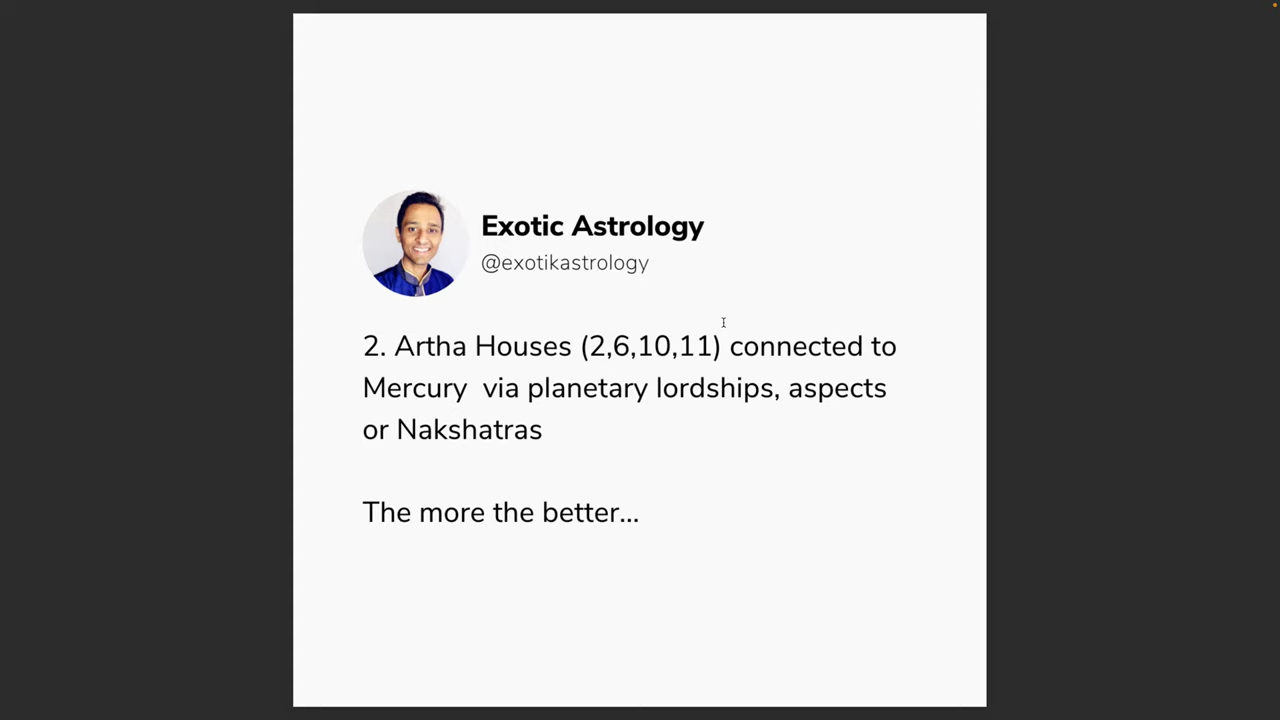 Exotic Astrology
@exotikastrology
2. Artha Houses (2,6,10,11) connected to
Mercury  via planetary lordships, aspects
or Nakshatras
The more the better...